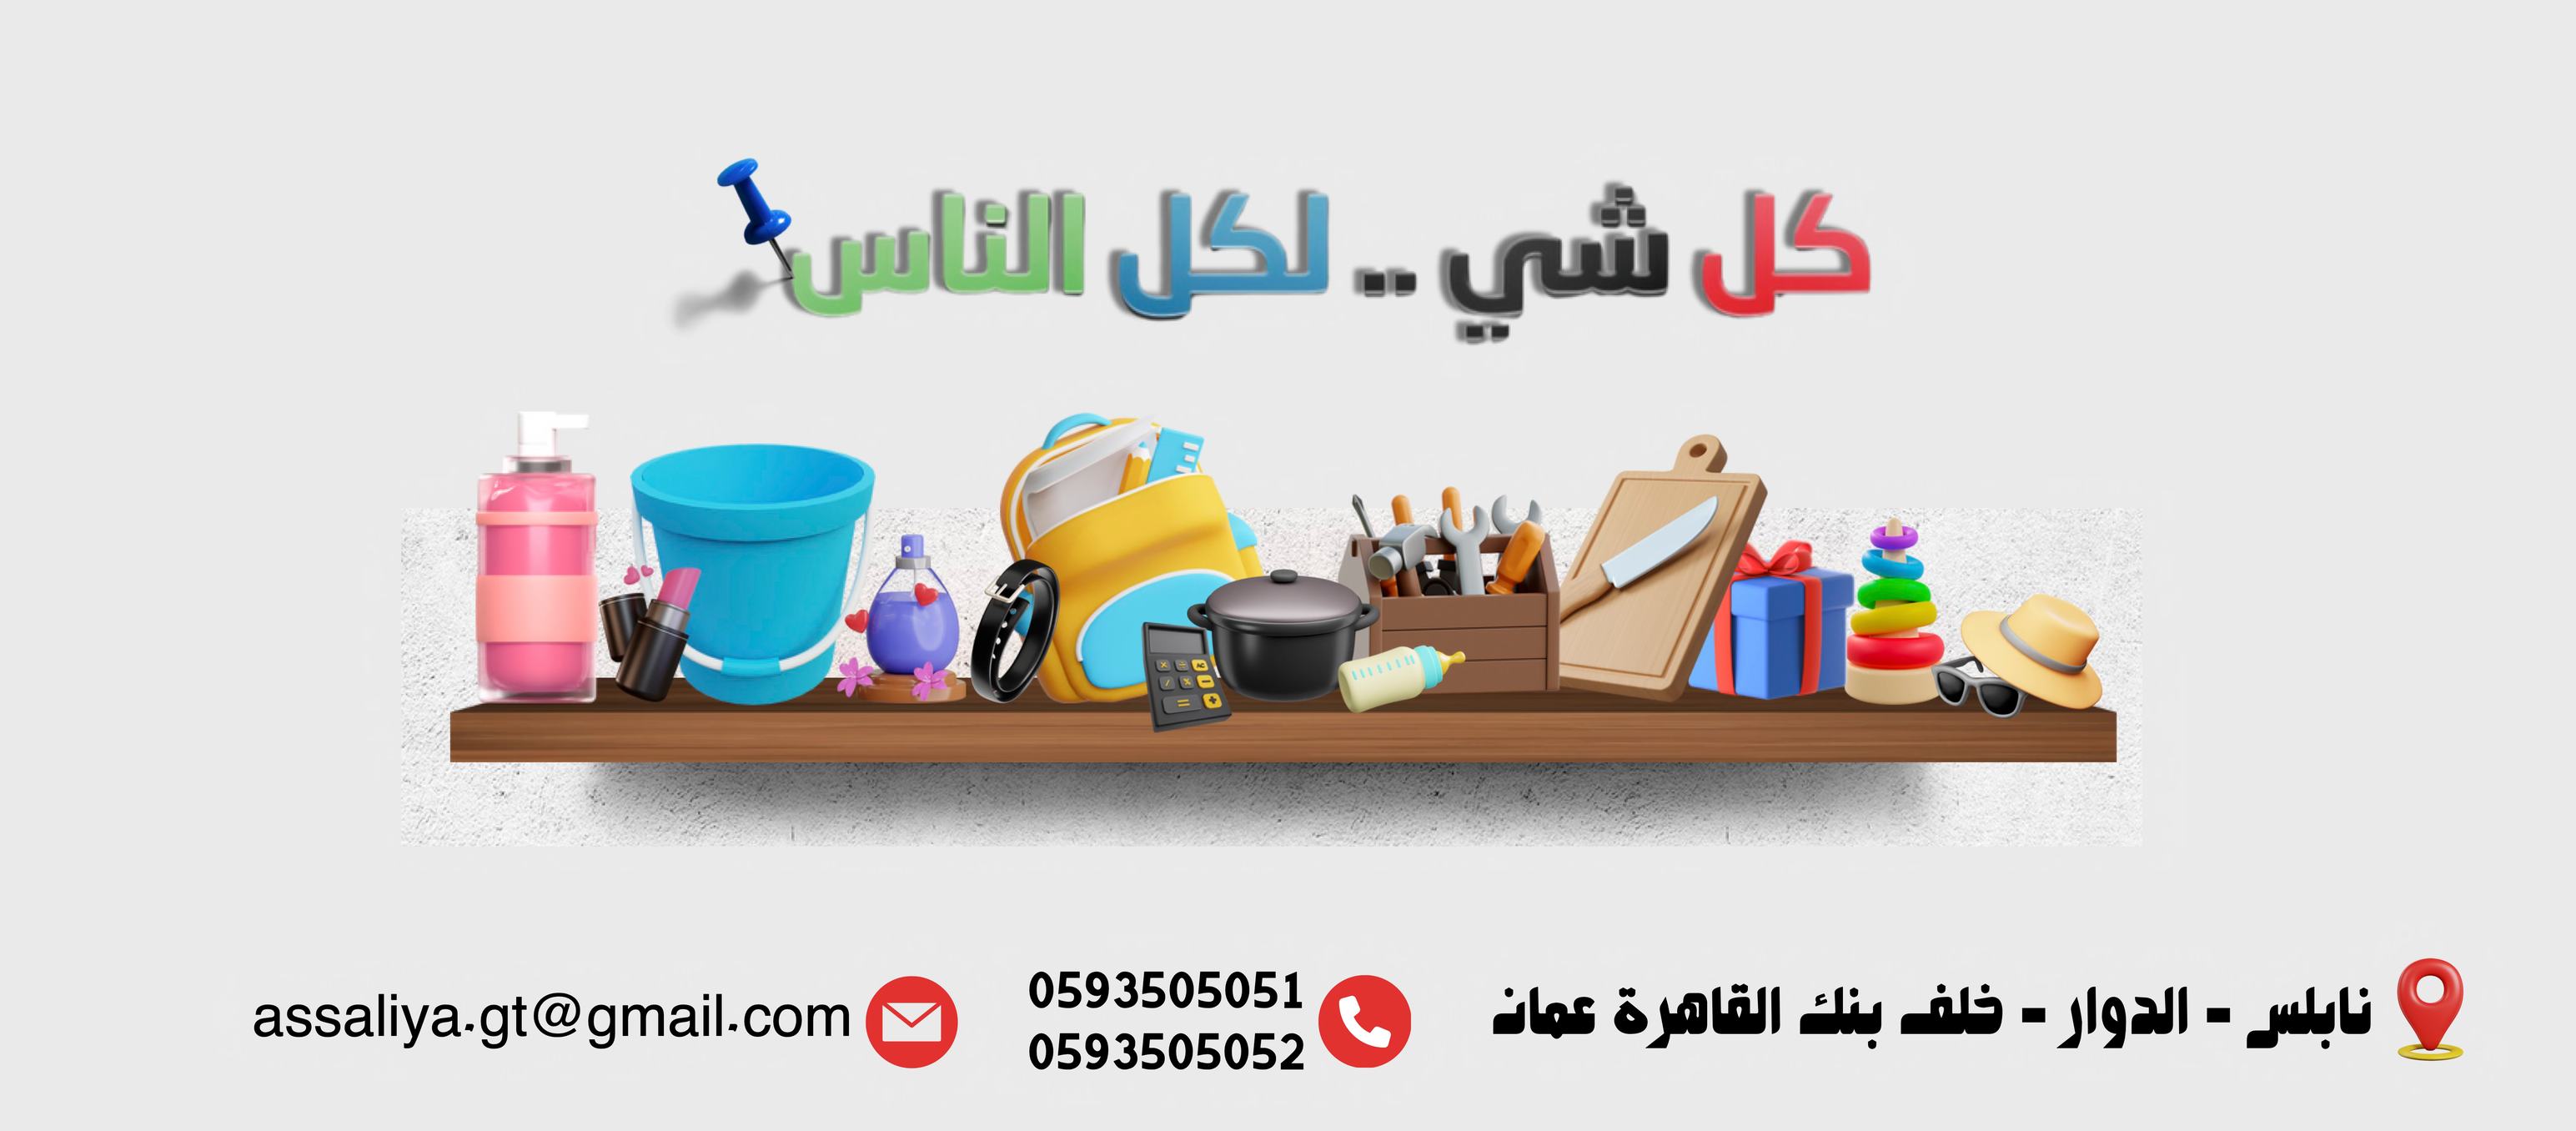 كل شي .. لكل الناس
نابلس - الدوار - خلف بنك القاهرة عمان
0593505051
0593505052
assaliya.gt@gmail.com